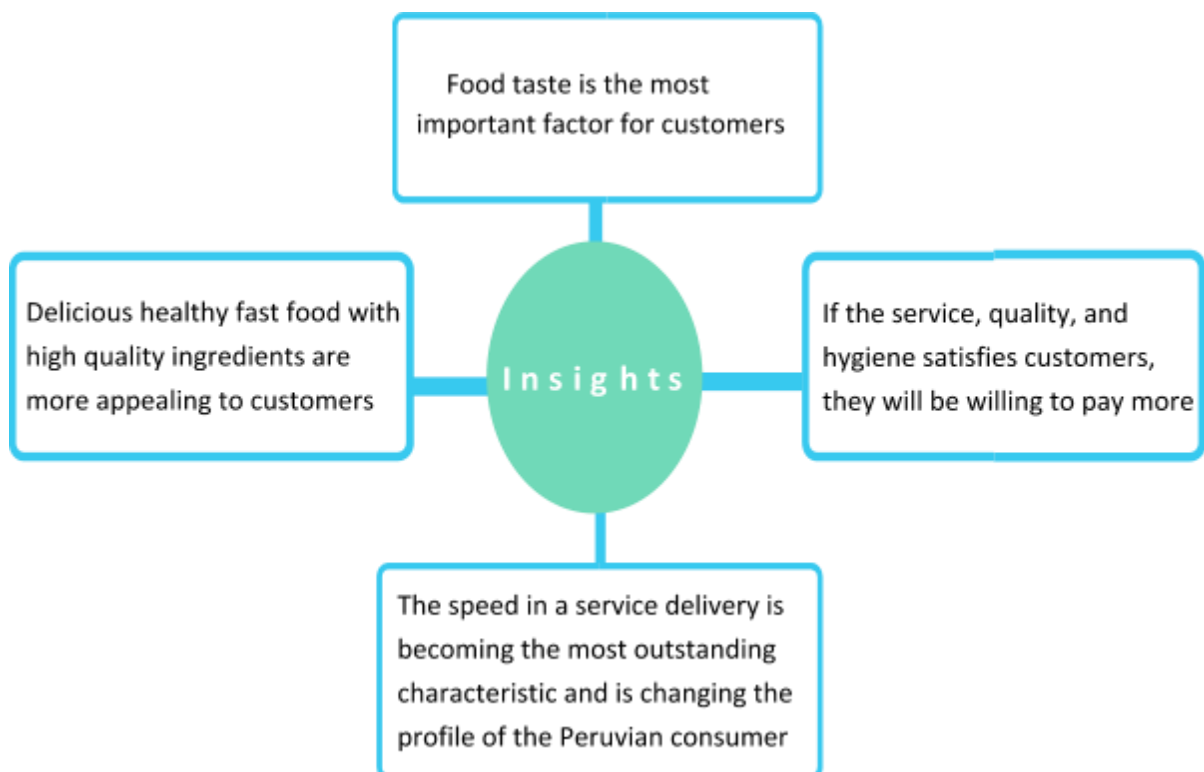 Food taste is the most
important factor for customers
Delicious healthy fast food with
high quality ingredients are
more appealing to customers
Insights
If the service, quality, and
hygiene satisfies customers,
they will be willing to pay more
The speed in a service delivery is
becoming the most outstanding
characteristic and is changing the
profile of the Peruvian consumer